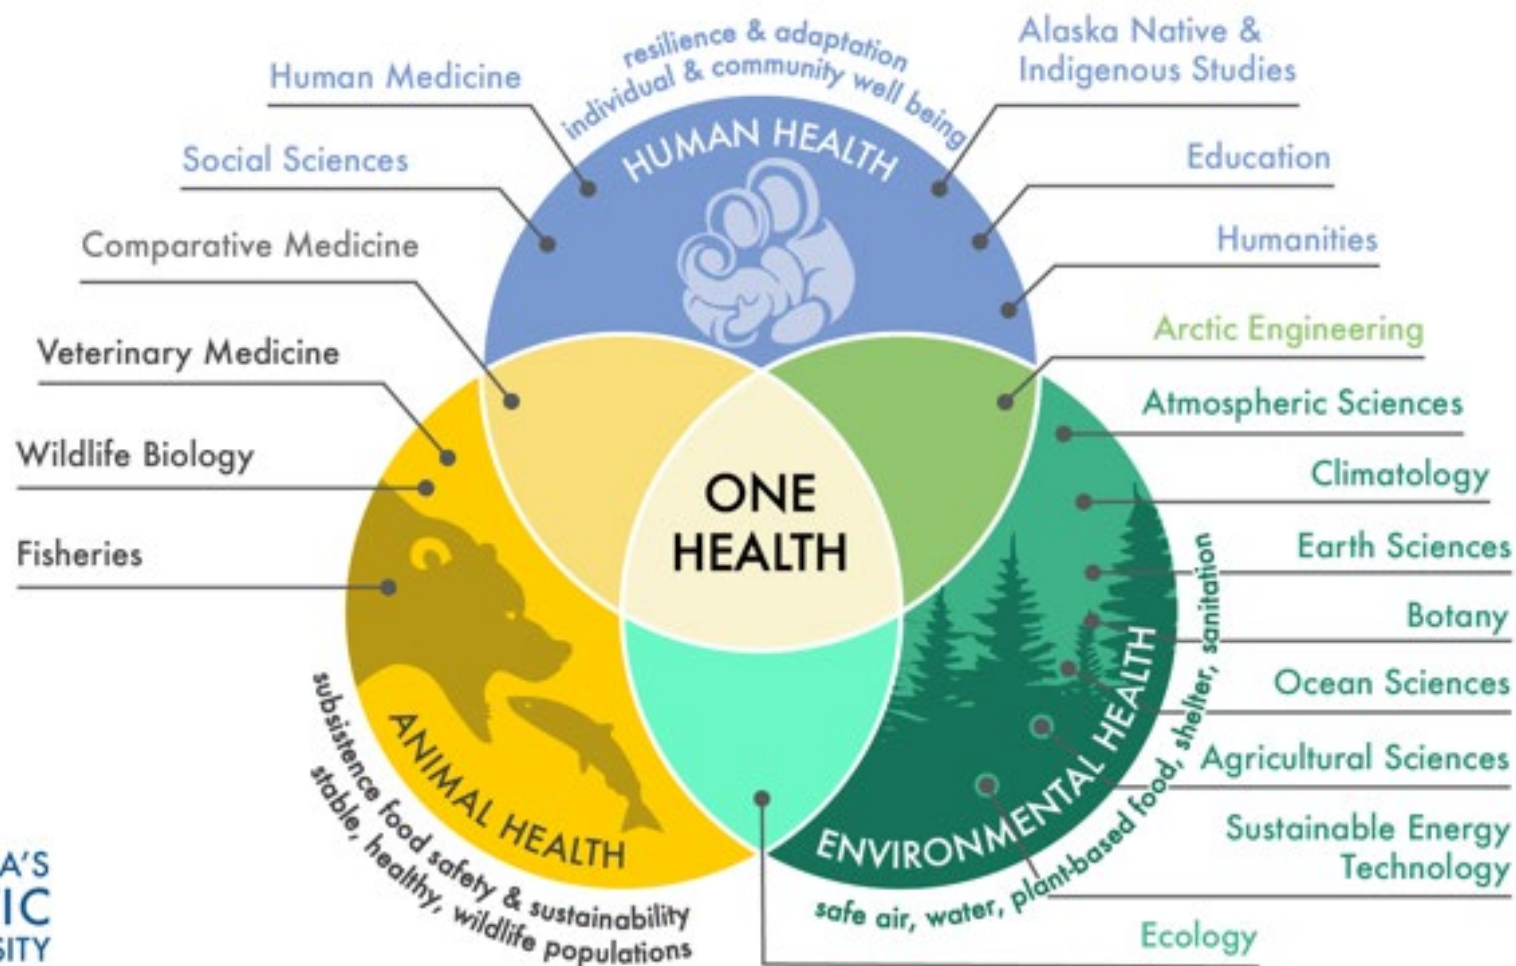 resilience & adaptation
individual & community well being
HUMAN HEALTH
Human Medicine
Social Sciences
Comparative Medicine
Veterinary Medicine
Wildlife Biology
Fisheries
Alaska Native &
Indigenous Studies
Education
Humanities
Arctic Engineering
Atmospheric Sciences
Climatology
Earth Sciences
Botany
Ocean Sciences
Agricultural Sciences
Sustainable Energy
Technology
Ecology
ONE
HEALTH
ANIMAL HEALTH
subsistence food safety & sustainability
stable, healthy, wildlife populations
ENVIRONMENTAL HEALTH
safe air, water, plant-based food, shelter, sanitation
A'S
IC
SITY